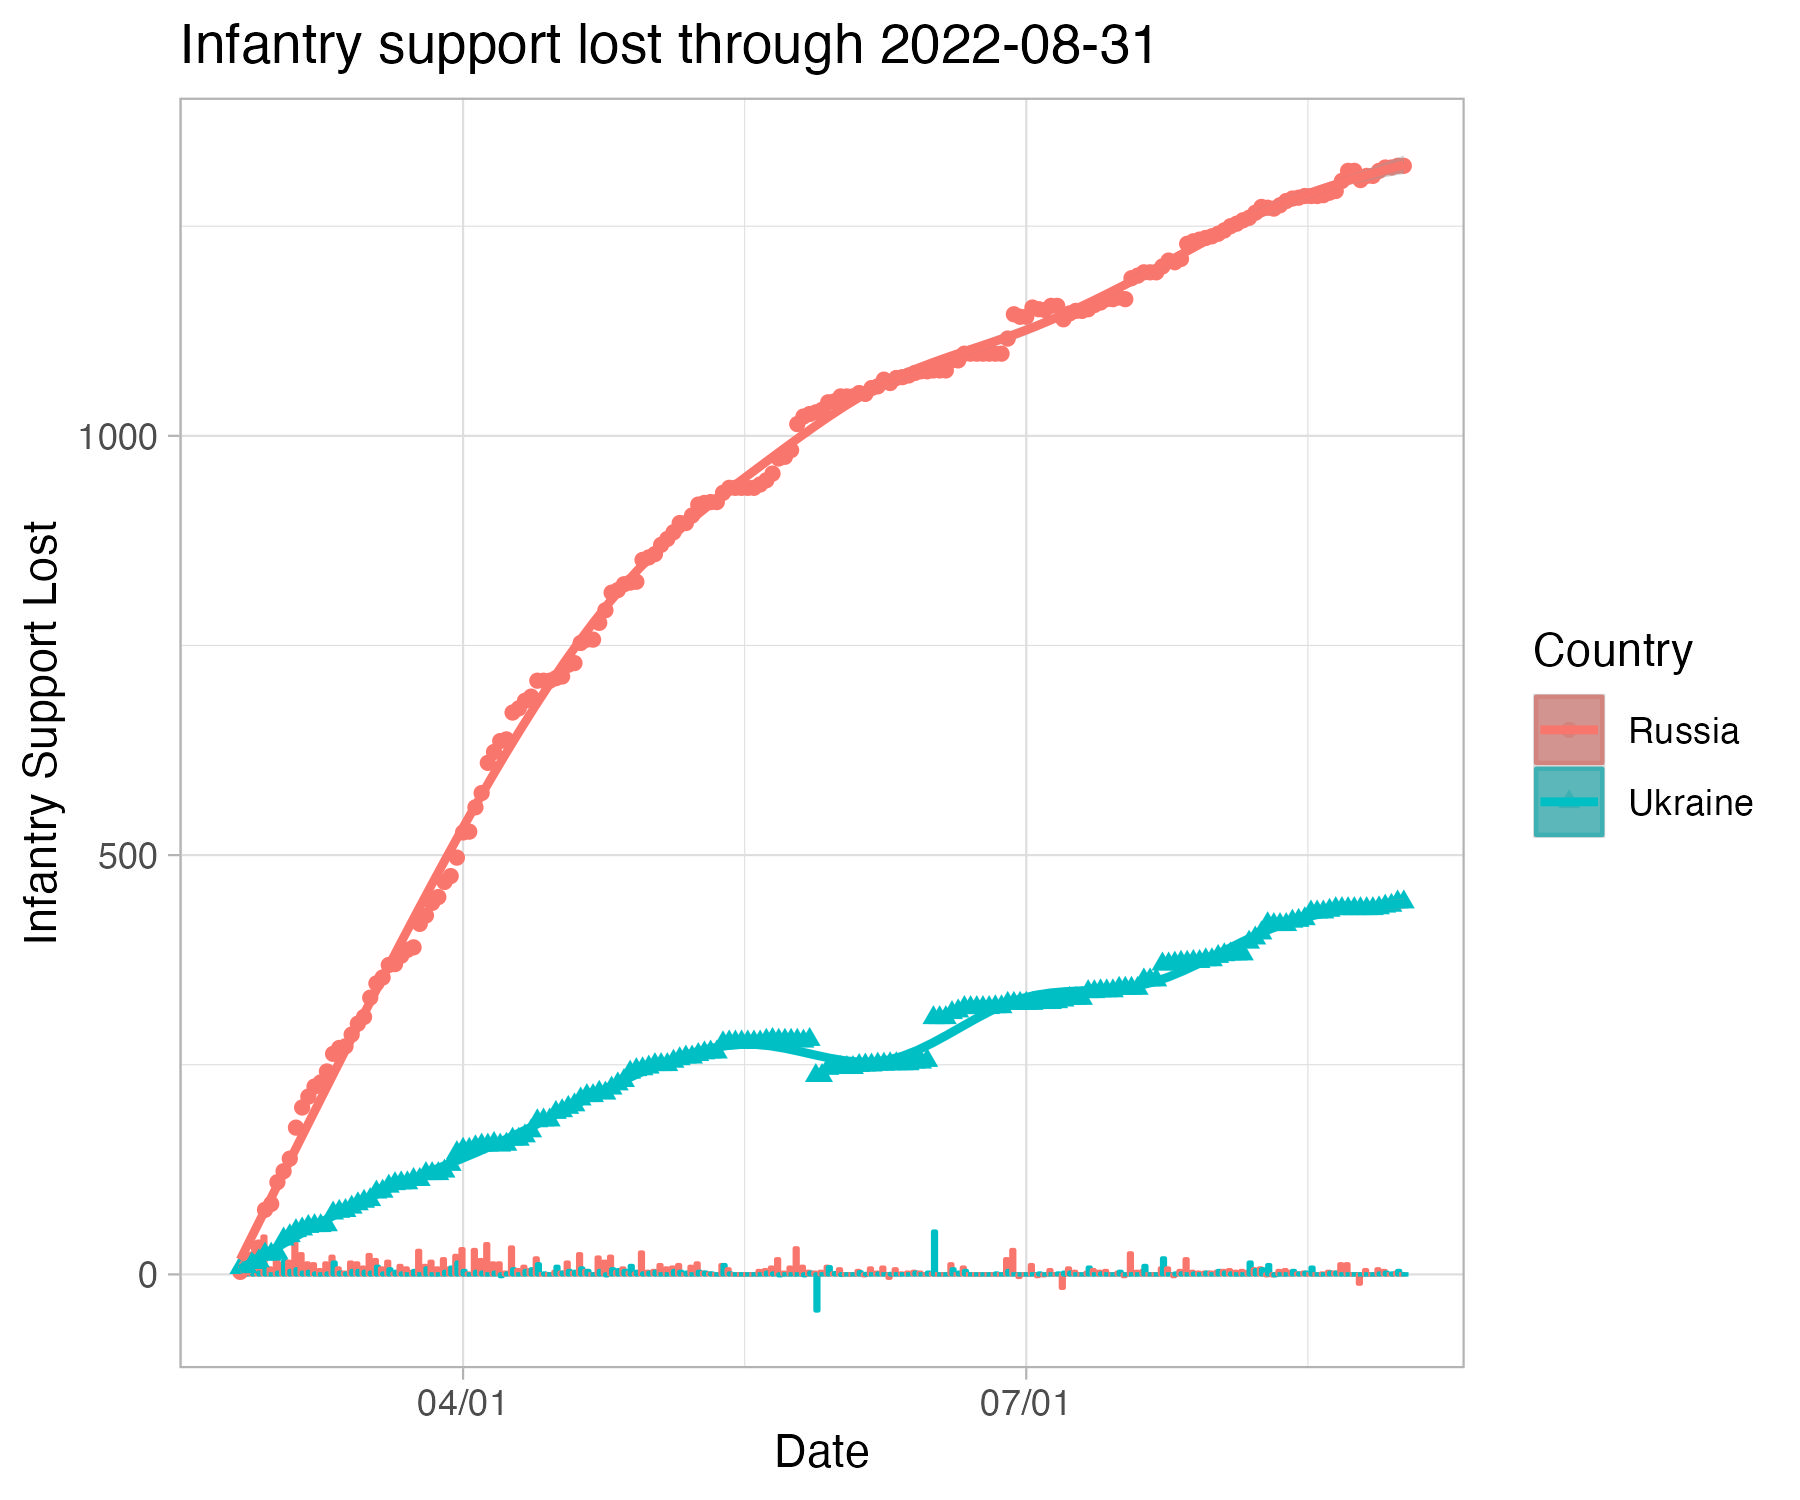 Infantry support lost through 2022-08-31
Infantry Support Lost
1000
500
0
04/01
07/01
Date
Country
Russia
Ukraine